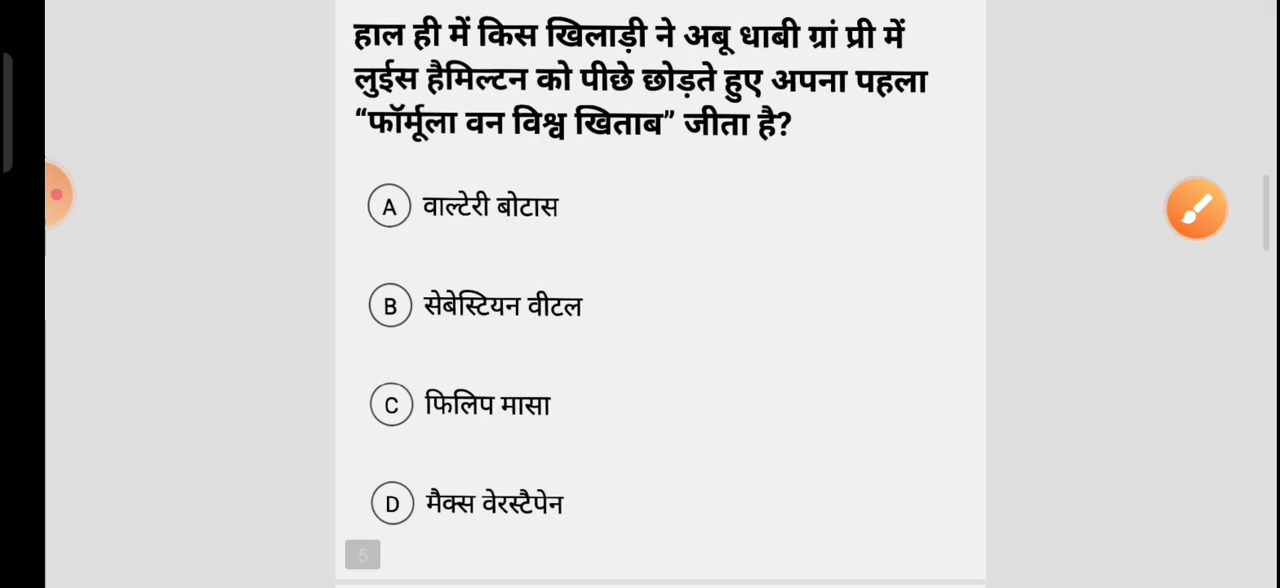 हाल ही में किस खिलाड़ी ने अबू धाबी ग्रां प्री में
लुईस हैमिल्टन को पीछे छोड़ते हुए अपना पहला
“फॉर्मूला वन विश्व खिताब” जीता है?
A वाल्टेरी बोटास
B सेबेस्टियन वीटल
C फिलिप मासा
D मैक्स वेरस्टैपेन
5